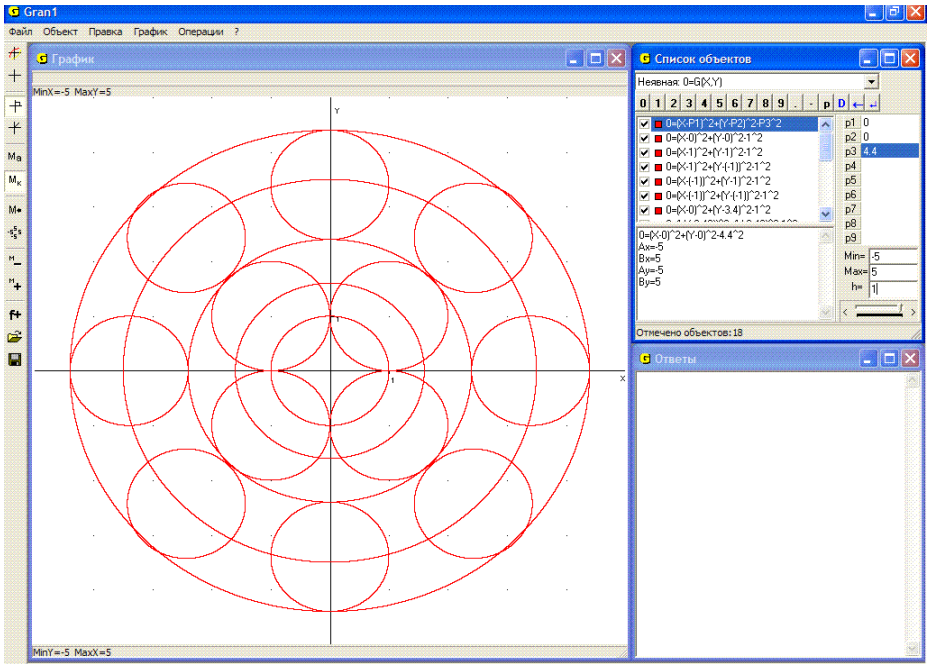 Gran1
Файл Объект Правка График Операции ?
График
MinX=-5 MaxY=5
Y
1
1
X
MinY=-5 MaxX=5
Ma
Mк
M
s s s
M
M
f+
Список объектов
Неявная: 0=G(X,Y)
0 1 2 3 4 5 6 7 8 9 . - p D ← ↲
0=(X-P1)^2+(Y-P2)^2-P3^2
0=(X-0)^2+(Y-0)^2-1^2
0=(X-1)^2+(Y-1)^2-1^2
0=(X-1)^2+(Y-(-1))^2-1^2
0=(X-(-1))^2+(Y-1)^2-1^2
0=(X-(-1))^2+(Y-(-1))^2-1^2
0=(X-0)^2+(Y-3.4)^2-1^2
p1 0
p2 0
p3 4.4
p4
p5
p6
p7
p8
p9
0=(X-0)^2+(Y-0)^2-4.4^2
Ax=-5
Bx=5
Ay=-5
By=5
Min= -5
Max= 5
h= 1
Отмечено объектов: 18
Ответы